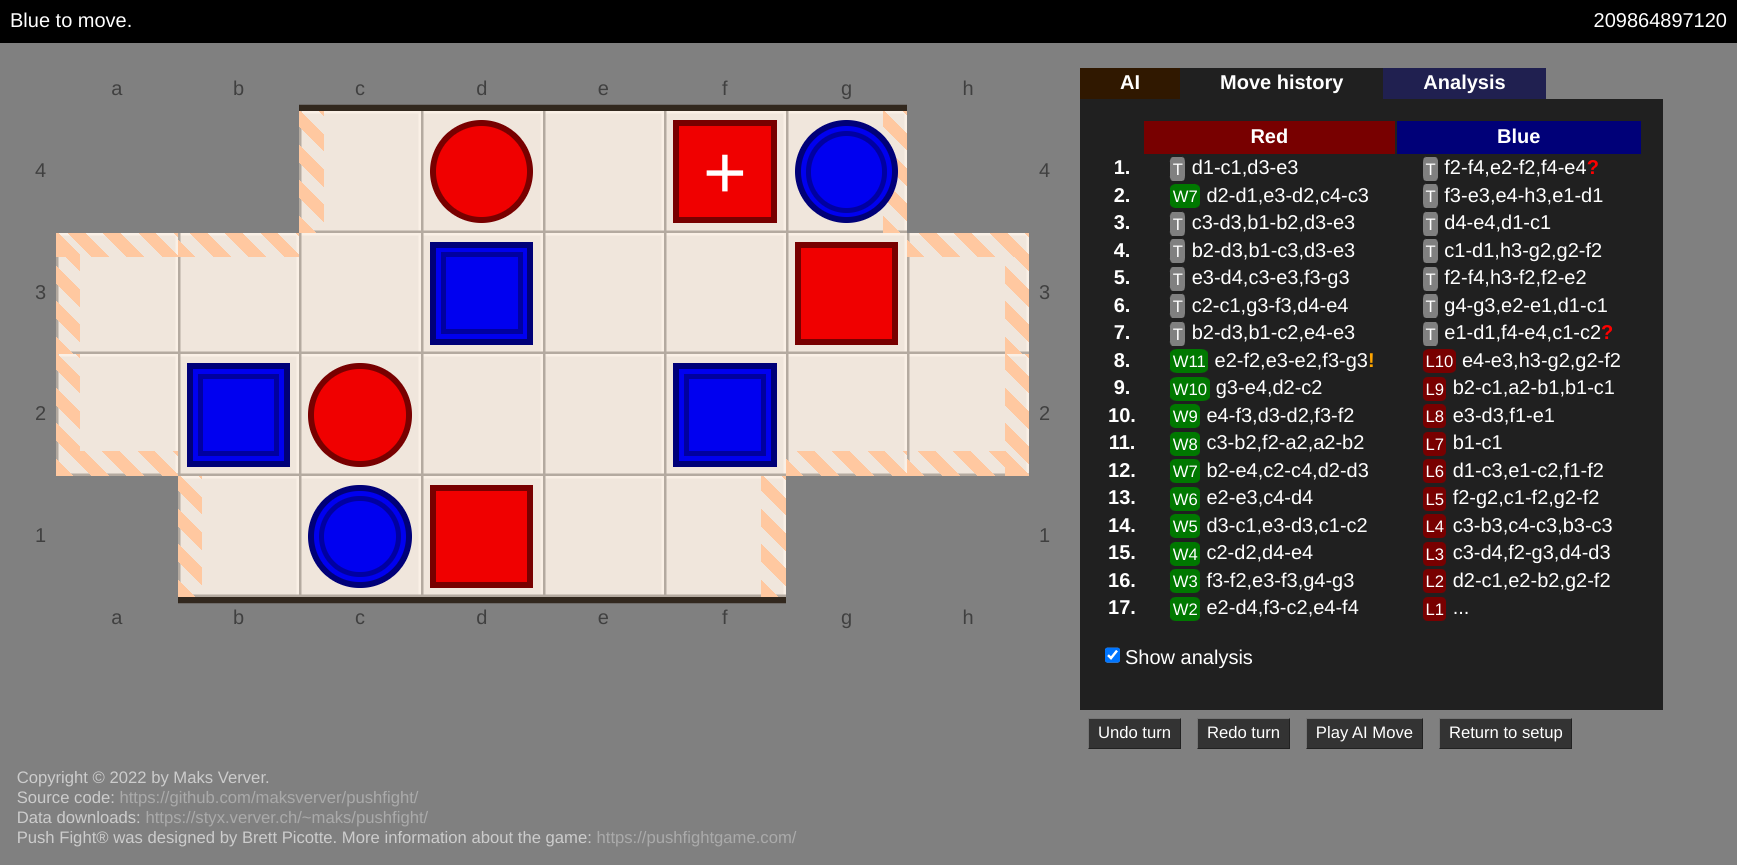 Blue to move. 209864897120
AI Move history Analysis
a b c d e f g h
Red Blue
1. T d1-c1,d3-e3 T f2-f4,e2-f2,f4-e4?
4 4
2. W7 d2-d1,e3-d2,c4-c3 T f3-e3,e4-h3,e1-d1
3. T c3-d3,b1-b2,d3-e3 T d4-e4,d1-c1
4. T b2-d3,b1-c3,d3-e3 T c1-d1,h3-g2,g2-f2
5. T e3-d4,c3-e3,f3-g3 T f2-f4,h3-f2,f2-e2
3 3
6. T c2-c1,g3-f3,d4-e4 T g4-g3,e2-e1,d1-c1
7. T b2-d3,b1-c2,e4-e3 T e1-d1,f4-e4,c1-c2?
8. W11 e2-f2,e3-e2,f3-g3! L10 e4-e3,h3-g2,g2-f2
9. W10 g3-e4,d2-c2 L9 b2-c1,a2-b1,b1-c1
10. W9 e4-f3,d3-d2,f3-f2 L8 e3-d3,f1-e1
2 2
11. W8 c3-b2,f2-a2,a2-b2 L7 b1-c1
12. W7 b2-e4,c2-c4,d2-d3 L6 d1-c3,e1-c2,f1-f2
13. W6 e2-e3,c4-d4 L5 f2-g2,c1-f2,g2-f2
14. W5 d3-c1,e3-d3,c1-c2 L4 c3-b3,c4-c3,b3-c3
1 1
15. W4 c2-d2,d4-e4 L3 c3-d4,f2-g3,d4-d3
16. W3 f3-f2,e3-f3,g4-g3 L2 d2-c1,e2-b2,g2-f2
17. W2 e2-d4,f3-c2,e4-f4 L1 ...
a b c d e f g h
Show analysis
Undo turn Redo turn Play AI Move Return to setup
Copyright © 2022 by Maks Verver.
Source code: https://github.com/maksverver/pushfight/
Data downloads: https://styx.verver.ch/~maks/pushfight/
Push Fight® was designed by Brett Picotte. More information about the game: https://pushfightgame.com/